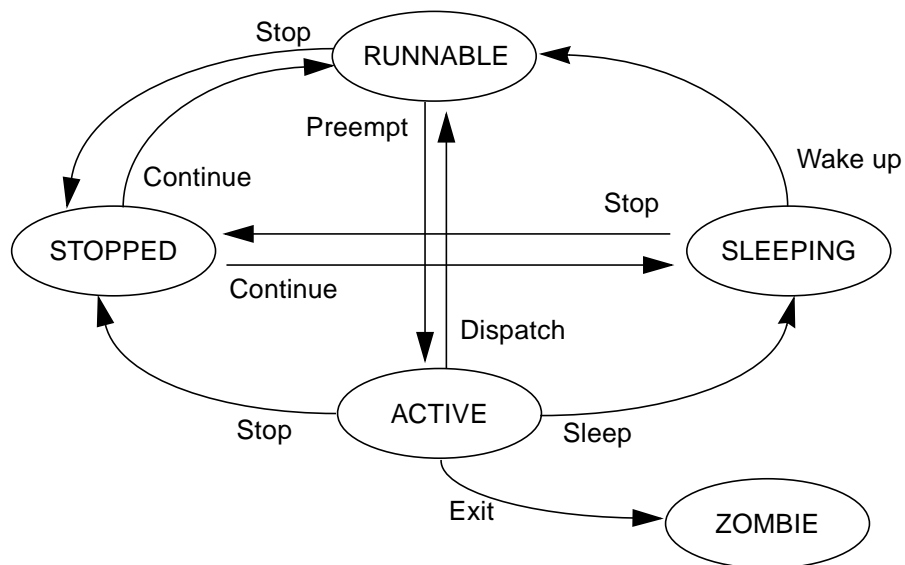 Stop
RUNNABLE
Preempt
Wake up
Continue
Stop
STOPPED
SLEEPING
Continue
Dispatch
ACTIVE
Stop
Sleep
Exit
ZOMBIE